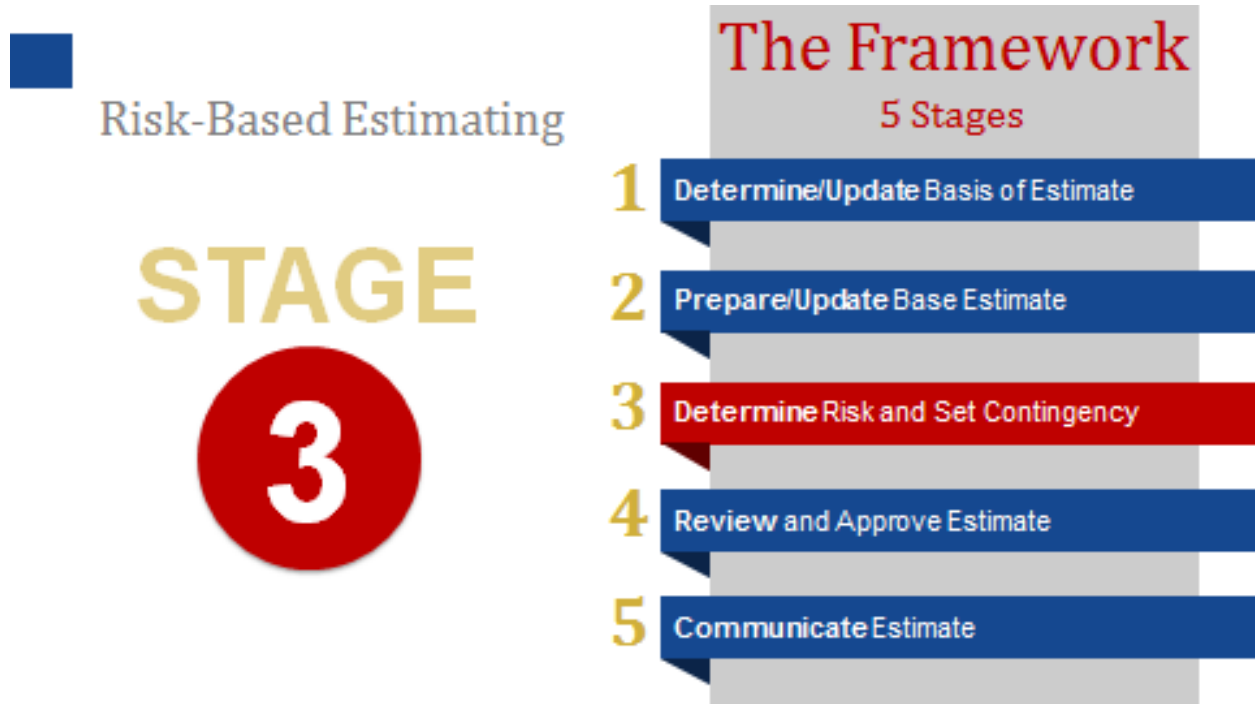 Risk-Based Estimating
STAGE
3
The Framework
5 Stages
1 Determine/Update Basis of Estimate
2 Prepare/Update Base Estimate
3 Determine Risk and Set Contingency
4 Review and Approve Estimate
5 Communicate Estimate